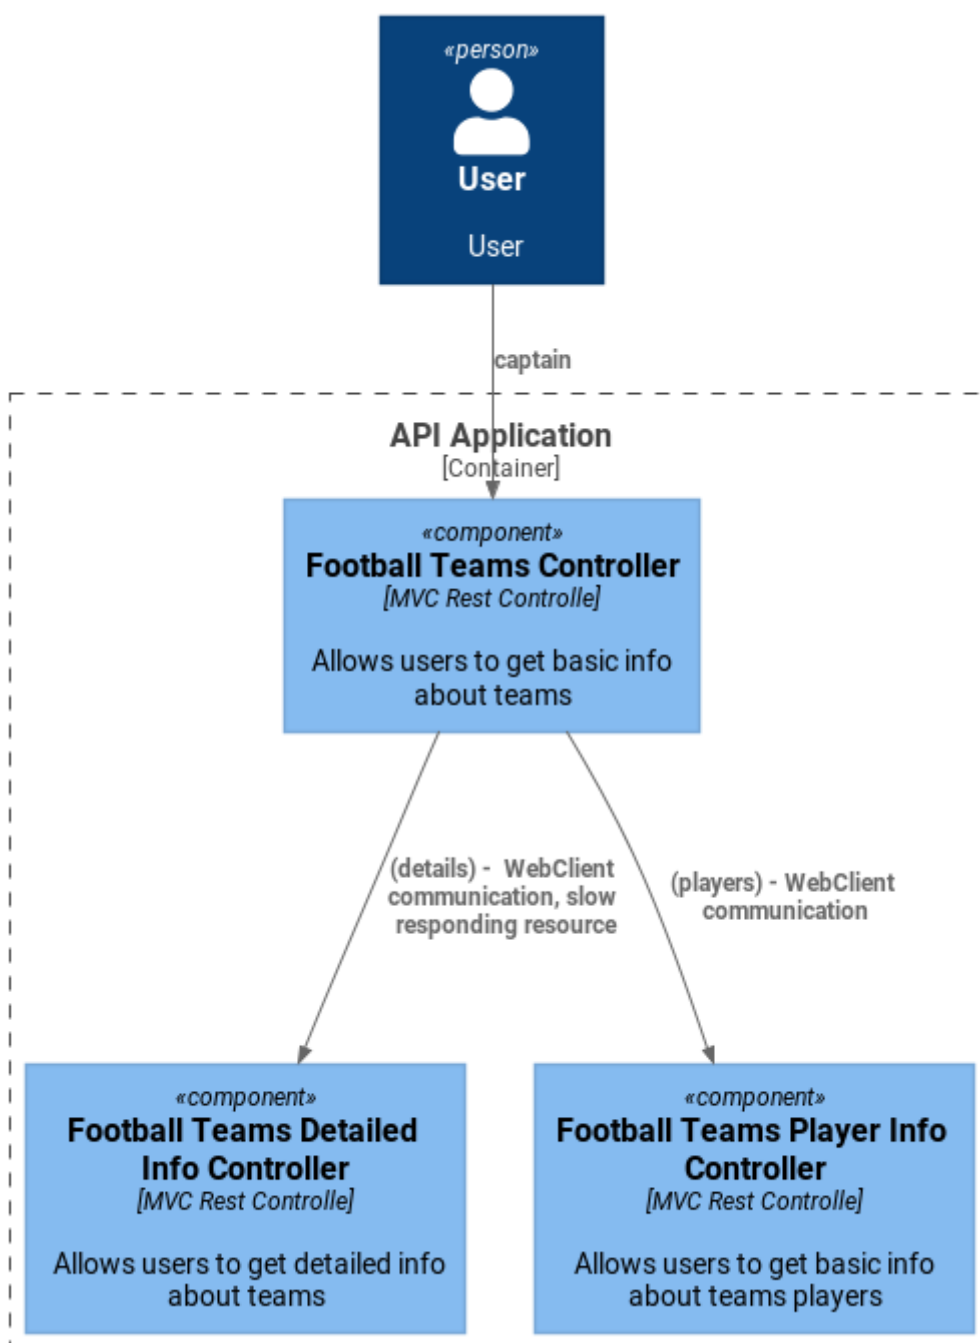 «person»
User
User
captain
API Application
[Container]
«component»
Football Teams Controller
[MVC Rest Controlle]
Allows users to get basic info
about teams
(details) - WebClient
communication, slow
responding resource
(players) - WebClient
communication
«component»
Football Teams Detailed
Info Controller
[MVC Rest Controlle]
Allows users to get detailed info
about teams
«component»
Football Teams Player Info
Controller
[MVC Rest Controlle]
Allows users to get basic info
about teams players